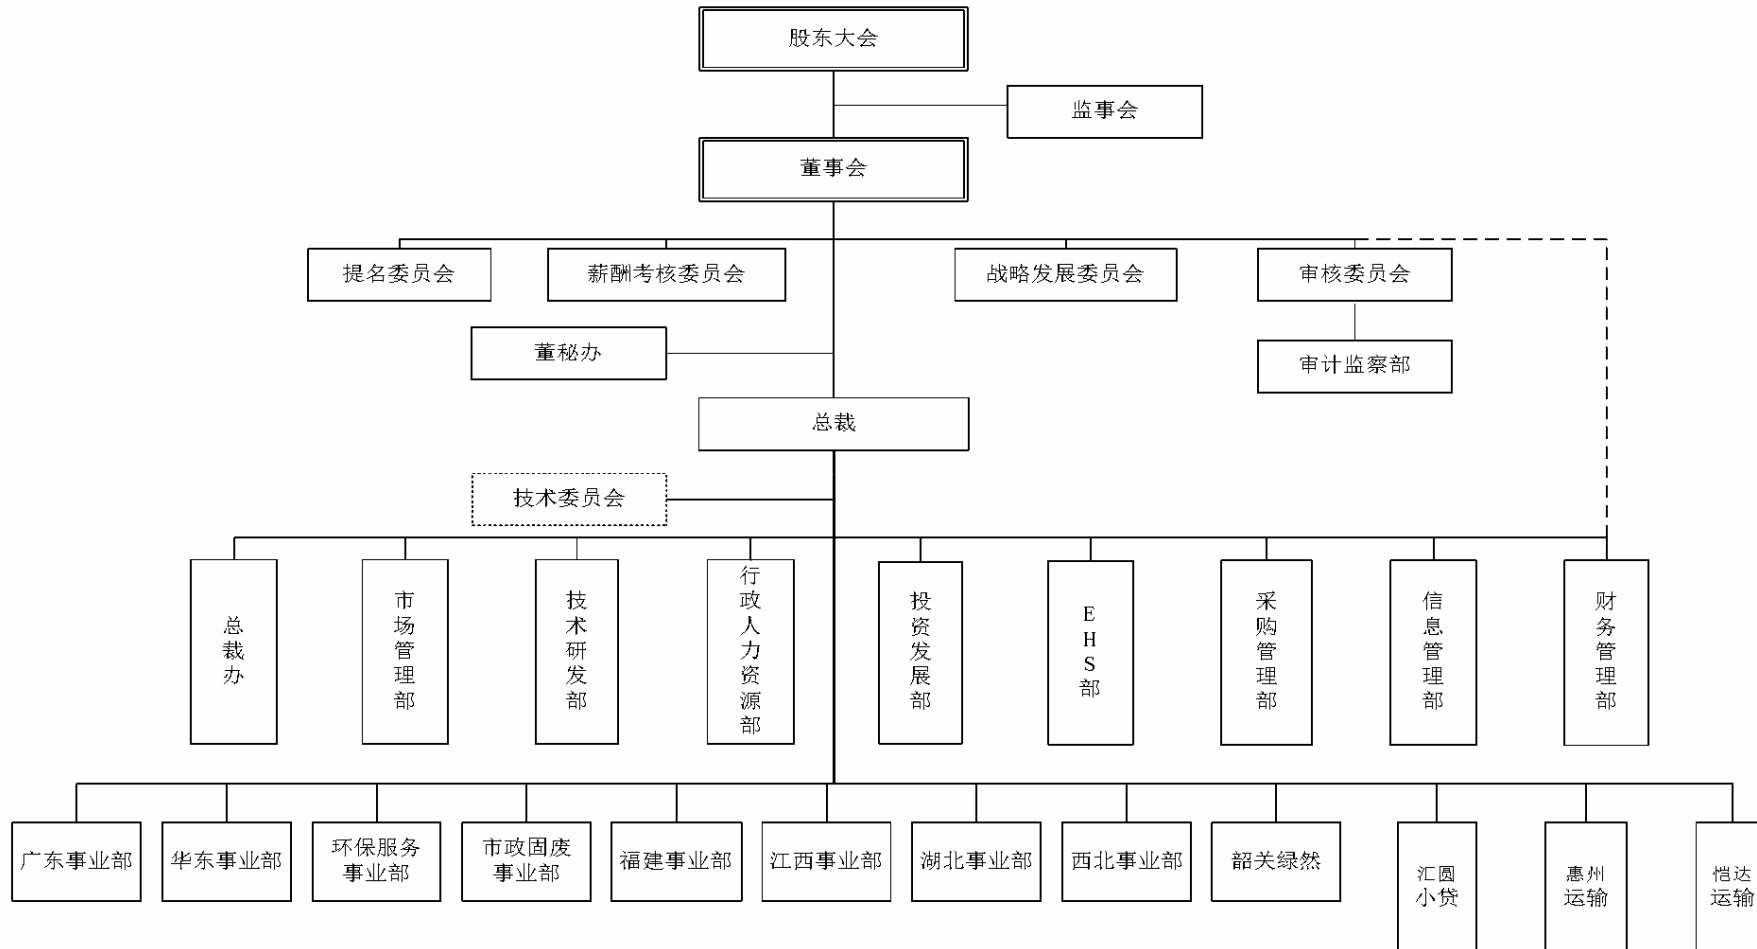 股东大会
监事会
董事会
提名委员会
薪酬考核委员会
战略发展委员会
审核委员会
董秘办
审计监察部
总裁
技术委员会
总裁办
市场管理部
技术研发部
行政人力资源部
投资发展部
EHS部
采购管理部
信息管理部
财务管理部
广东事业部
华东事业部
环保服务
事业部
市政固废
事业部
福建事业部
江西事业部
湖北事业部
西北事业部
韶关绿然
汇圆
小贷
惠州
运输
恺达
运输